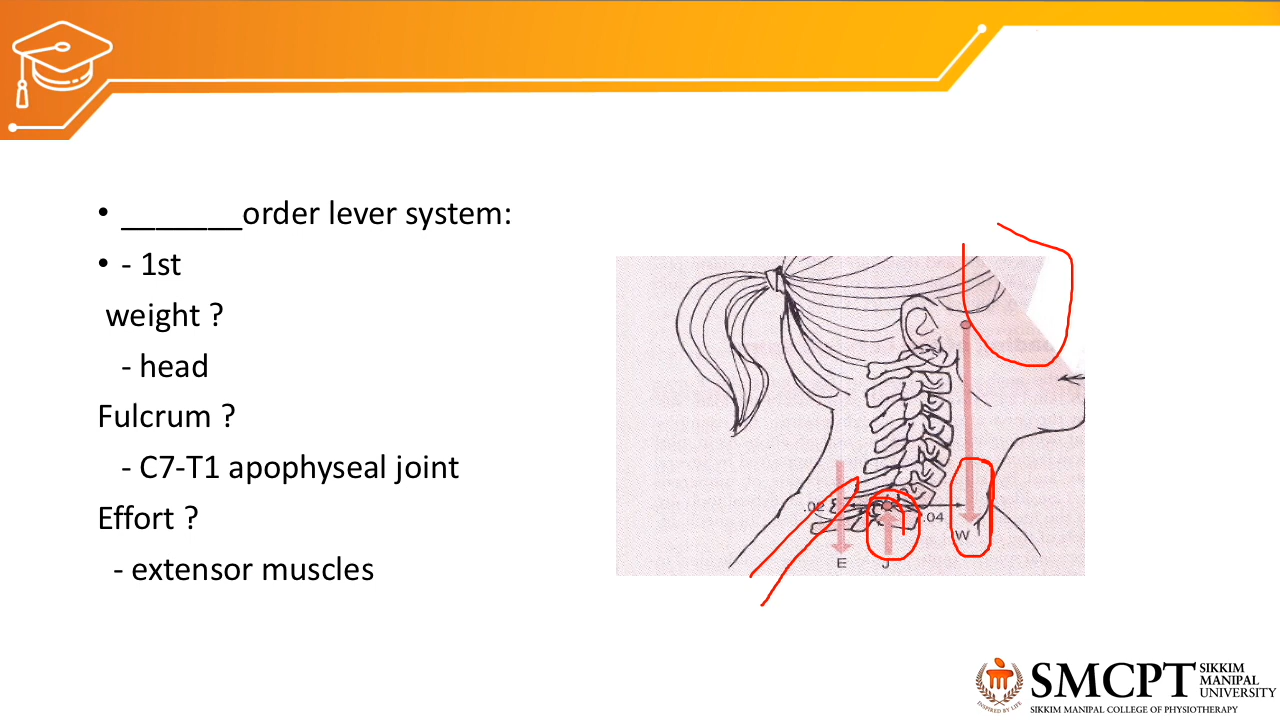 • _______order lever system:
• - 1st
weight ?
- head
Fulcrum ?
- C7-T1 apophyseal joint
Effort ?
- extensor muscles
.02
.04
W
E
J
SMCPT
SIKKIM
MANIPAL
UNIVERSITY
INSPIRED BY LIFE
SIKKIM MANIPAL COLLEGE OF PHYSIOTHERAPY